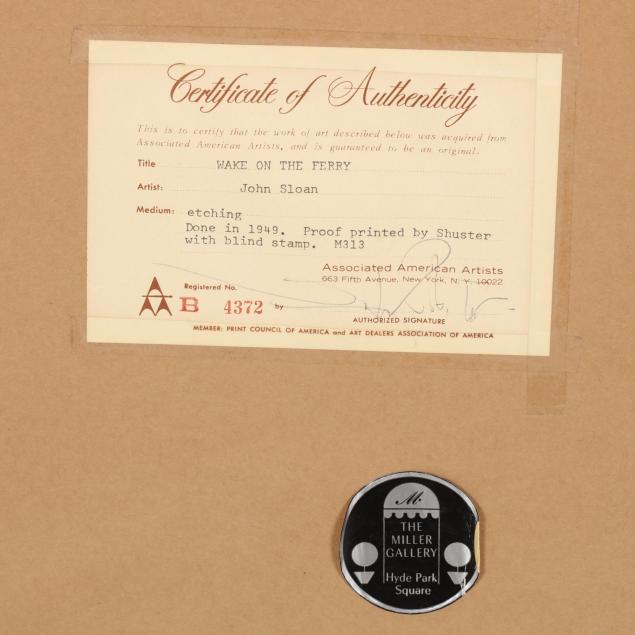 Certificate of Authenticity
This is to certify that the work of art described below was acquired from
Associated American Artists, and is guaranteed to be an original.
Title WAKE ON THE FERRY
Artist: John Sloan
Medium: etching
Done in 1949. Proof printed by Shuster
with blind stamp. M313
Associated American Artists
663 Fifth Avenue, New York, N. Y. 10022
Registered No.
B 4372 by
AUTHORIZED SIGNATURE
MEMBER: PRINT COUNCIL OF AMERICA and ART DEALERS ASSOCIATION OF AMERICA
M.
THE
MILLER
GALLERY
Hyde Park
Square